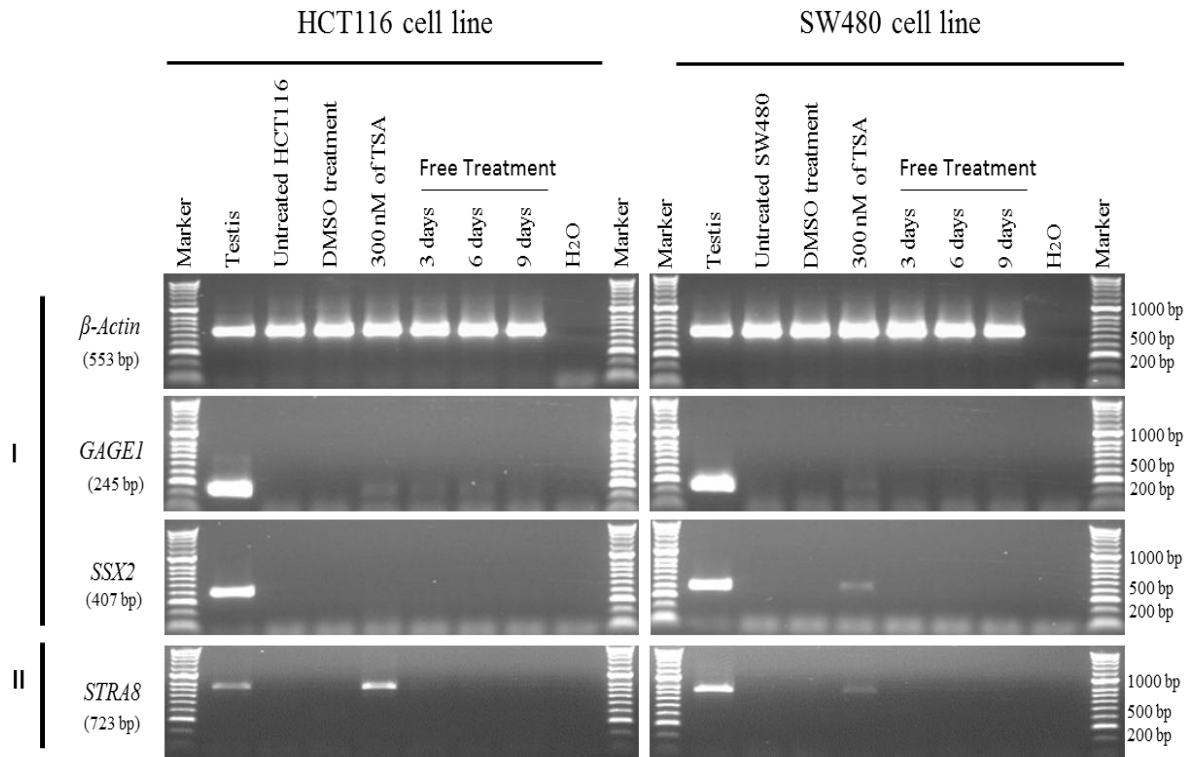 HCT116 cell line
SW480 cell line
Marker
Testis
Untreated HCT116
DMSO treatment
300 nM of TSA
Free Treatment
3 days
6 days
9 days
H2O
Marker
Marker
Testis
Untreated SW480
DMSO treatment
300 nM of TSA
Free Treatment
3 days
6 days
9 days
H2O
Marker
I
β-Actin
(553 bp)
1000 bp
500 bp
200 bp
GAGE1
(245 bp)
1000 bp
500 bp
200 bp
SSX2
(407 bp)
1000 bp
500 bp
200 bp
II
STRA8
(723 bp)
1000 bp
500 bp
200 bp